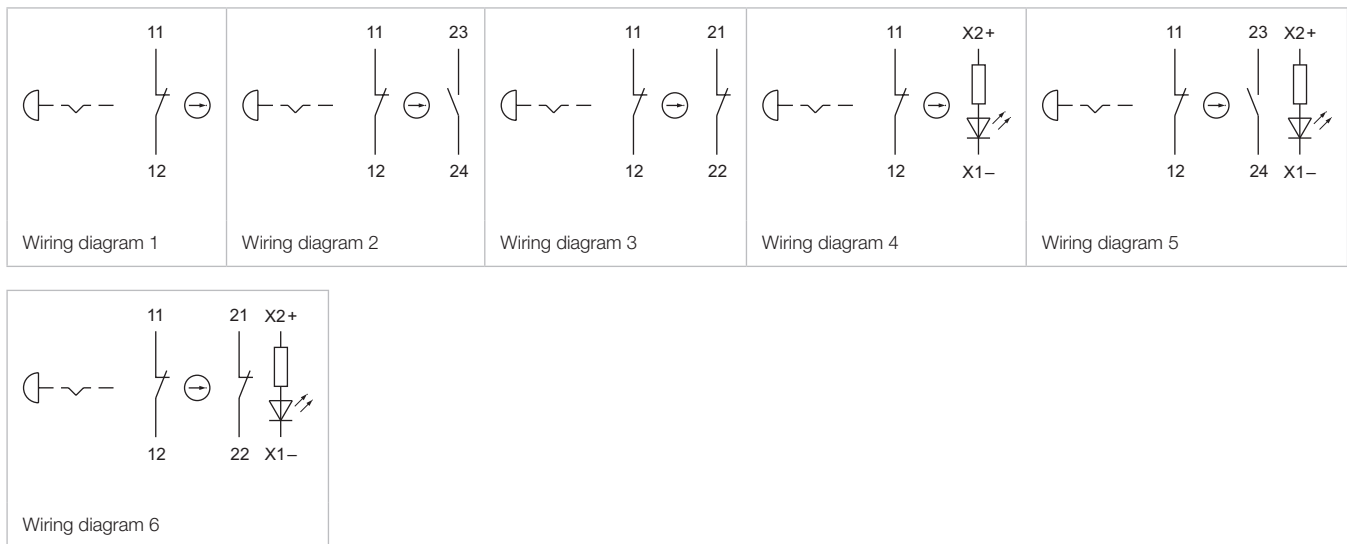 11
12
Wiring diagram 1
11 23
12 24
Wiring diagram 2
11 21
12 22
Wiring diagram 3
11 X2+
12 X1–
Wiring diagram 4
11 23 X2+
12 24 X1–
Wiring diagram 5
11 21 X2+
12 22 X1–
Wiring diagram 6